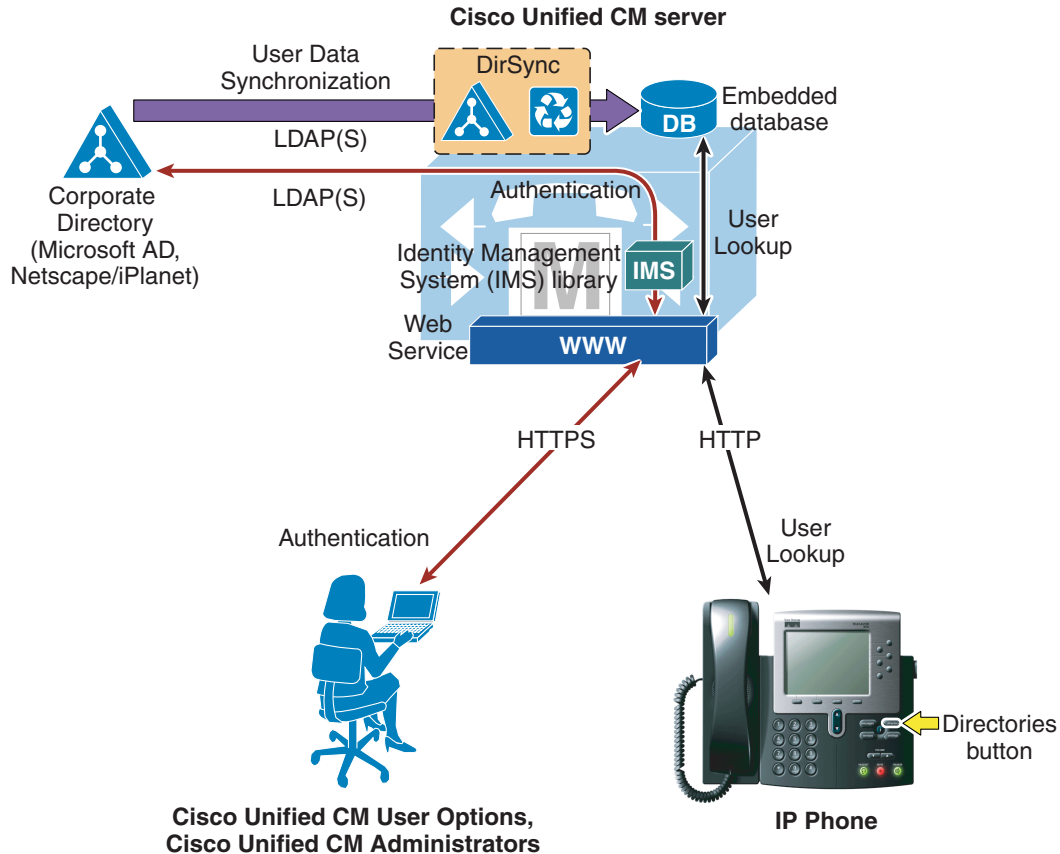 Cisco Unified CM server
User Data
Synchronization
DirSync
LDAP(S)
DB
Embedded
database
LDAP(S)
Authentication
Corporate
Directory
(Microsoft AD,
Netscape/iPlanet)
User
Lookup
Identity Management
System (IMS) library
IMS
M
Web
Service
WWW
HTTPS
HTTP
Authentication
User
Lookup
Directories
button
Cisco Unified CM User Options,
Cisco Unified CM Administrators
IP Phone